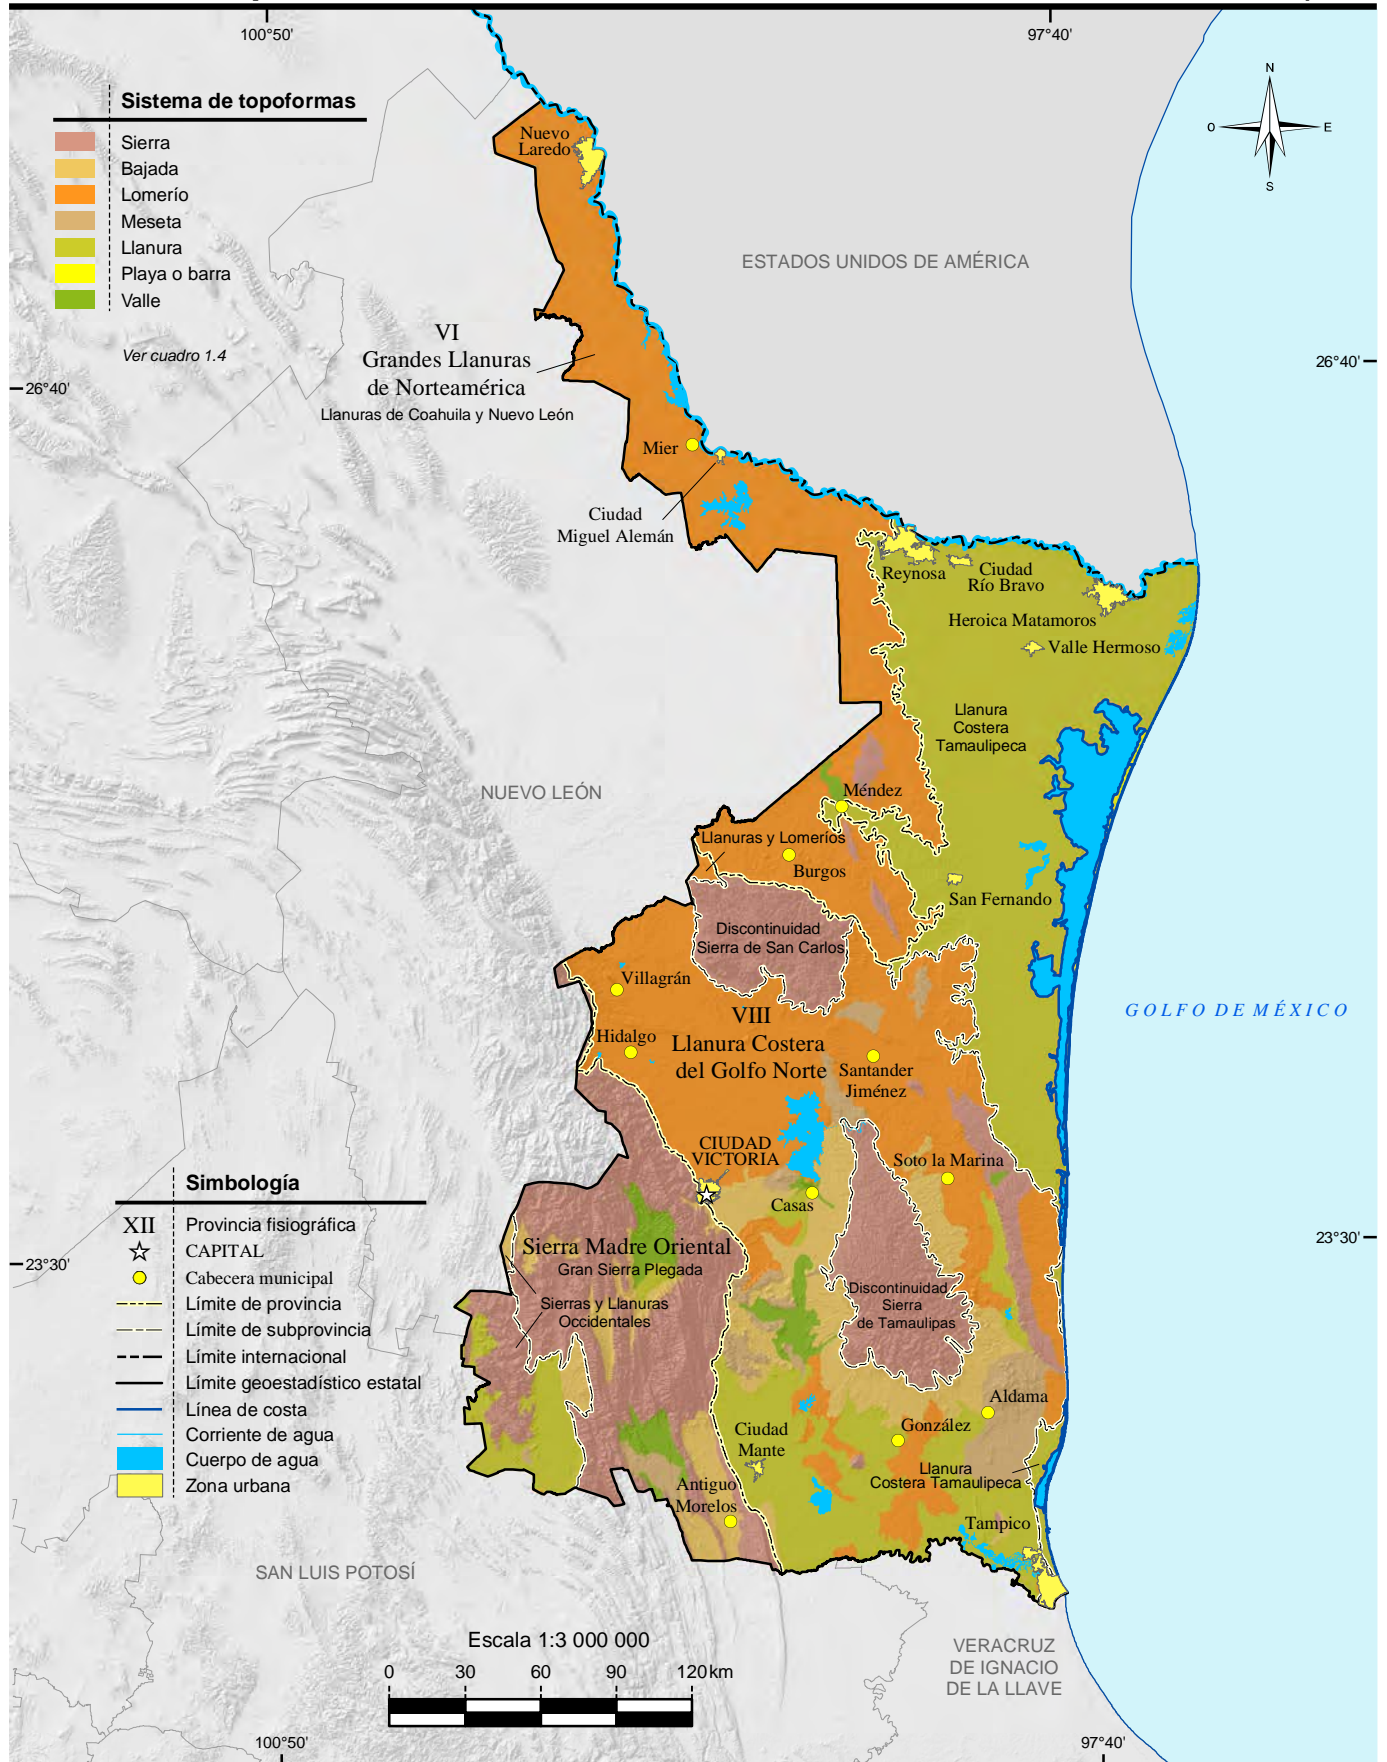 100°50'
97°40'
N
O
E
S
Sistema de topoformas
Sierra
Bajada
Lomerío
Meseta
Llanura
Playa o barra
Valle
Ver cuadro 1.4
Nuevo
Laredo
ESTADOS UNIDOS DE AMÉRICA
VI
Grandes Llanuras
de Norteamérica
Llanuras de Coahuila y Nuevo León
26°40'
26°40'
Mier
Ciudad
Miguel Alemán
Reynosa
Ciudad
Río Bravo
Heroica Matamoros
Valle Hermoso
Llanura
Costera
Tamaulipeca
NUEVO LEÓN
Méndez
Llanuras y Lomeríos
Burgos
San Fernando
Discontinuidad
Sierra de San Carlos
Villagrán
VIII
Llanura Costera
del Golfo Norte
Hidalgo
Santander
Jiménez
GOLFO DE MÉXICO
CIUDAD
VICTORIA
Soto la Marina
Casas
Simbología
XII Provincia fisiográfica
CAPITAL
Cabecera municipal
Límite de provincia
Límite de subprovincia
Límite internacional
Límite geoestadístico estatal
Línea de costa
Corriente de agua
Cuerpo de agua
Zona urbana
23°30'
23°30'
Sierra Madre Oriental
Gran Sierra Plegada
Sierras y Llanuras
Occidentales
Discontinuidad
Sierra
de Tamaulipas
Aldama
González
Ciudad
Mante
Llanura
Costera Tamaulipeca
Antiguo
Morelos
Tampico
SAN LUIS POTOSÍ
Escala 1:3 000 000
0 30 60 90 120 km
VERACRUZ
DE IGNACIO
DE LA LLAVE
100°50'
97°40'